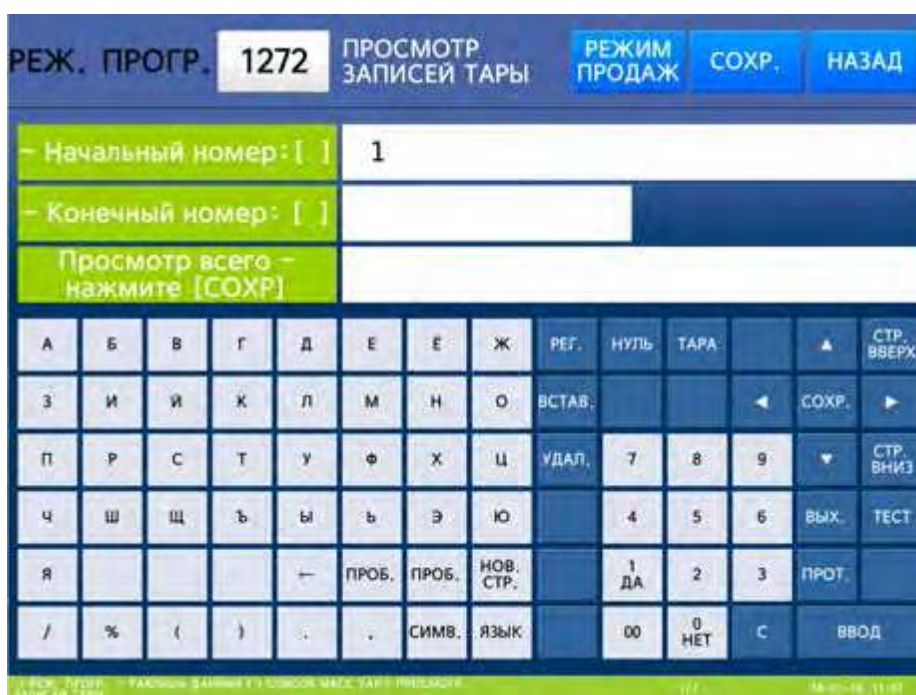 РЕЖ. ПРОГР. 1272 ПРОСМОТР ЗАПИСЕЙ ТАРЫ РЕЖИМ ПРОДАЖ СОХР. НАЗАД
- Начальный номер:[ ] 1
- Конечный номер: [ ]
Просмотр всего -
нажмите [СОХР]
А Б В Г Д Е Ё Ж РЕГ. НУЛЬ ТАРА ▲ СТР. ВВЕРХ
З И Й К Л М Н О ВСТАВ. ◄ СОХР. ►
П Р С Т У Ф Х Ц УДАЛ. 7 8 9 ▼ СТР. ВНИЗ
Ч Ш Щ Ъ Ы Ь Э Ю 4 5 6 ВЫХ. ТЕСТ
Я ← ПРОБ. ПРОБ. НОВ. СТР. 1 ДА 2 3 ПРОТ.
/ % ( ) . . СИМВ. ЯЗЫК 00 0 НЕТ С ВВОД